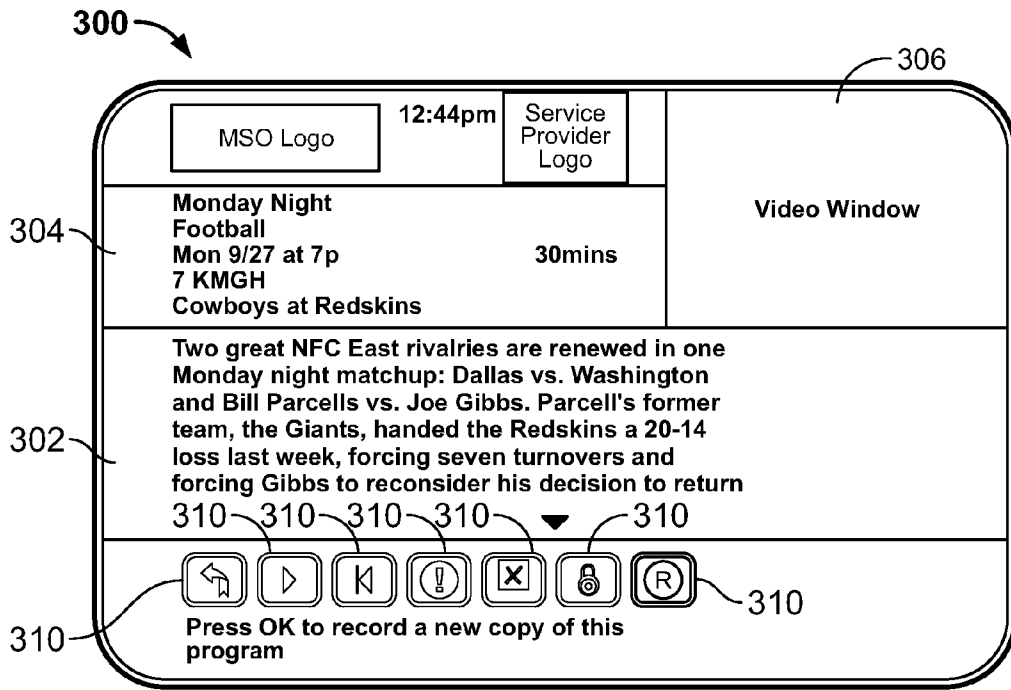 300
306
MSO Logo
12:44pm
Service
Provider
Logo
Video Window
304
Monday Night
Football
Mon 9/27 at 7p
30mins
7 KMGH
Cowboys at Redskins
302
Two great NFC East rivalries are renewed in one
Monday night matchup: Dallas vs. Washington
and Bill Parcells vs. Joe Gibbs. Parcell's former
team, the Giants, handed the Redskins a 20-14
loss last week, forcing seven turnovers and
forcing Gibbs to reconsider his decision to return
310 310 310 310 310
R
310
310
Press OK to record a new copy of this
program